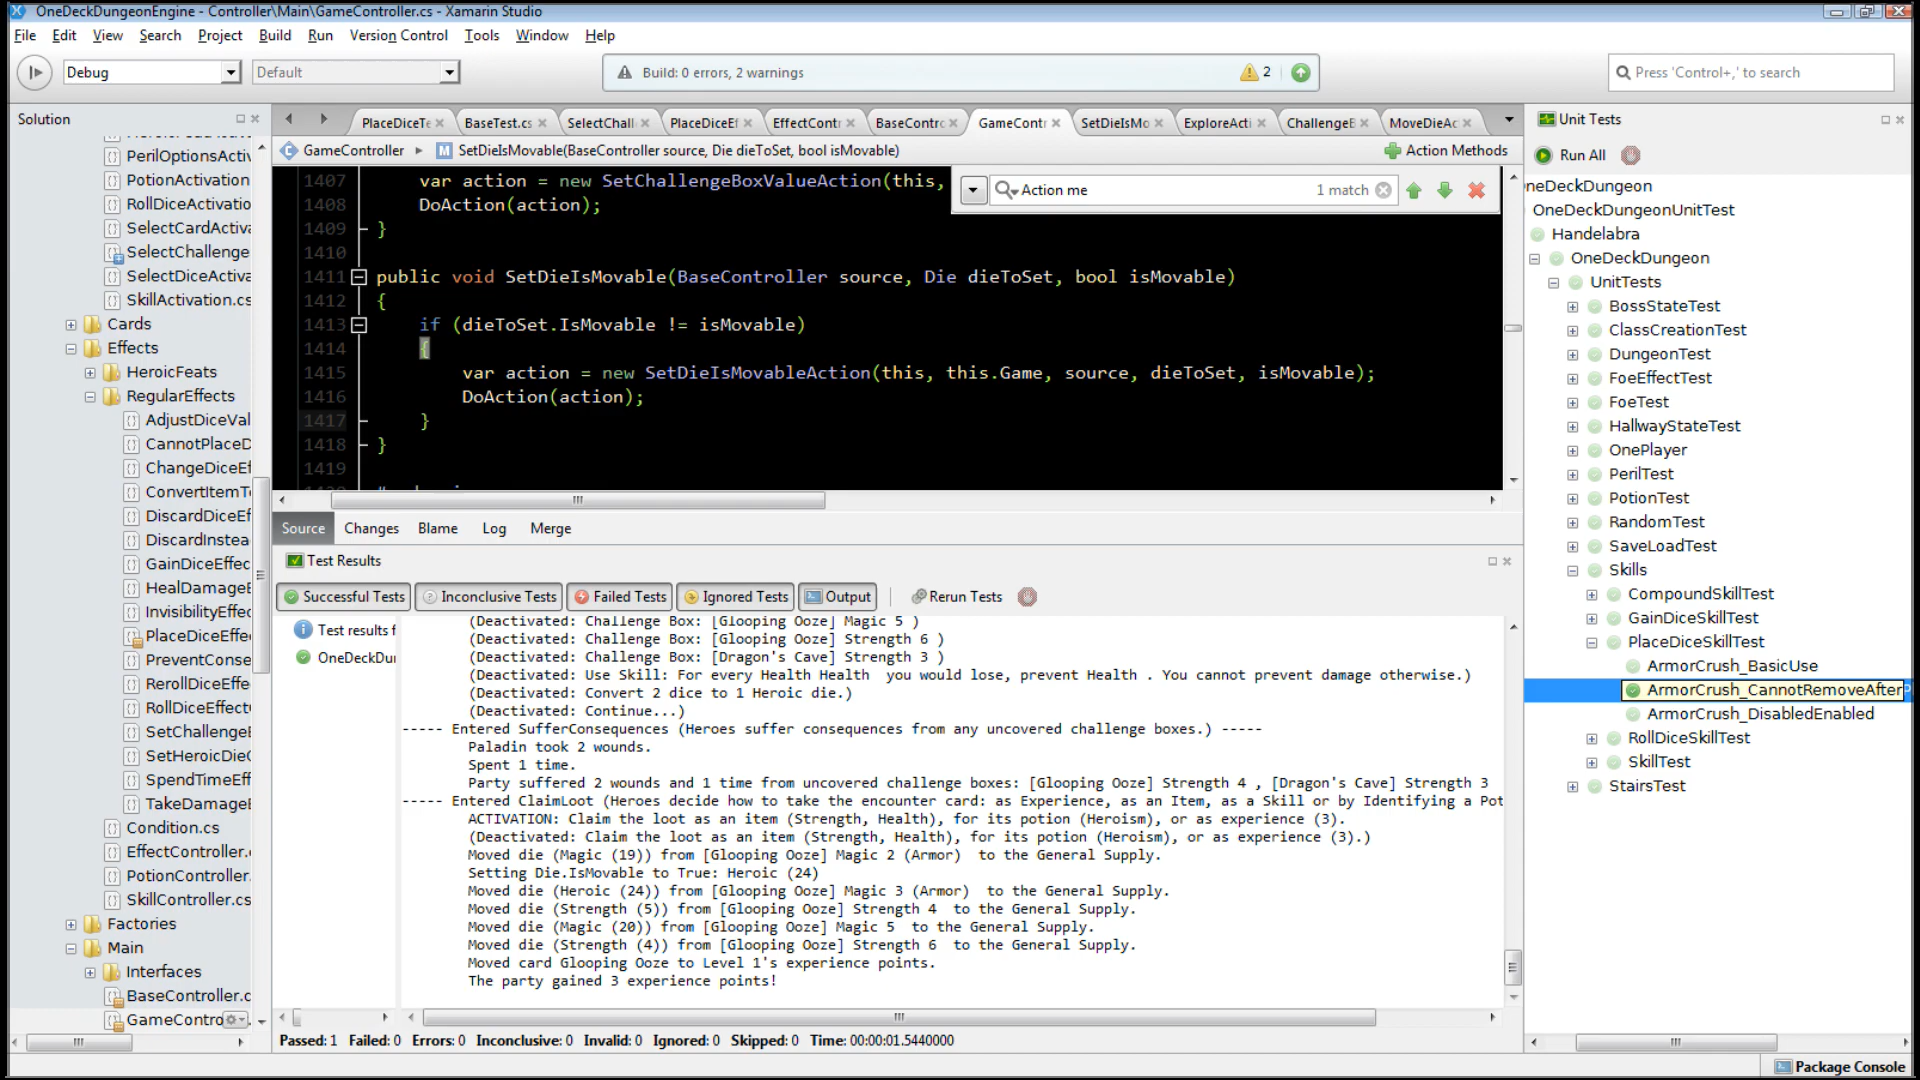 OneDeckDungeonEngine - Controller\Main\GameController.cs - Xamarin Studio
File Edit View Search Project Build Run Version Control Tools Window Help
Debug Default Build: 0 errors, 2 warnings 2 Press 'Control+,' to search
Solution
PerilOptionsActiv
PotionActivation
RollDiceActivatio
SelectCardActiva
SelectChallenge
SelectDiceActiva
SkillActivation.cs
Cards
Effects
HeroicFeats
RegularEffects
AdjustDiceVal
CannotPlaceD
ChangeDiceEf
ConvertItemT
DiscardDiceEf
DiscardInstea
GainDiceEffec
HealDamageE
InvisibilityEffec
PlaceDiceEffe
PreventConse
RerollDiceEffe
RollDiceEffect
SetChallengeE
SetHeroicDie
SpendTimeEff
TakeDamageE
Condition.cs
EffectController.
PotionController.
SkillController.cs
Factories
Main
Interfaces
BaseController.c
GameContro
PlaceDiceTe BaseTest.cs SelectChall PlaceDiceEf EffectContr BaseContro GameContr SetDieIsMo ExploreActi ChallengeB MoveDieAc
GameController SetDieIsMovable(BaseController source, Die dieToSet, bool isMovable) Action Methods
Action me 1 match
1407 var action = new SetChallengeBoxValueAction(this,
1408 DoAction(action);
1409 }
1410
1411 public void SetDieIsMovable(BaseController source, Die dieToSet, bool isMovable)
1412 {
1413 if (dieToSet.IsMovable != isMovable)
1414 {
1415 var action = new SetDieIsMovableAction(this, this.Game, source, dieToSet, isMovable);
1416 DoAction(action);
1417 }
1418 }
1419
Source Changes Blame Log Merge
Test Results
Successful Tests Inconclusive Tests Failed Tests Ignored Tests Output Rerun Tests
Test results f
OneDeckDu
(Deactivated: Challenge Box: [Glooping Ooze] Magic 5 )
(Deactivated: Challenge Box: [Glooping Ooze] Strength 6 )
(Deactivated: Challenge Box: [Dragon's Cave] Strength 3 )
(Deactivated: Use Skill: For every Health Health you would lose, prevent Health . You cannot prevent damage otherwise.)
(Deactivated: Convert 2 dice to 1 Heroic die.)
(Deactivated: Continue...)
----- Entered SufferConsequences (Heroes suffer consequences from any uncovered challenge boxes.) -----
Paladin took 2 wounds.
Spent 1 time.
Party suffered 2 wounds and 1 time from uncovered challenge boxes: [Glooping Ooze] Strength 4 , [Dragon's Cave] Strength 3
----- Entered ClaimLoot (Heroes decide how to take the encounter card: as Experience, as an Item, as a Skill or by Identifying a Pot
ACTIVATION: Claim the loot as an item (Strength, Health), for its potion (Heroism), or as experience (3).
(Deactivated: Claim the loot as an item (Strength, Health), for its potion (Heroism), or as experience (3).)
Moved die (Magic (19)) from [Glooping Ooze] Magic 2 (Armor) to the General Supply.
Setting Die.IsMovable to True: Heroic (24)
Moved die (Heroic (24)) from [Glooping Ooze] Magic 3 (Armor) to the General Supply.
Moved die (Strength (5)) from [Glooping Ooze] Strength 4 to the General Supply.
Moved die (Magic (20)) from [Glooping Ooze] Magic 5 to the General Supply.
Moved die (Strength (4)) from [Glooping Ooze] Strength 6 to the General Supply.
Moved card Glooping Ooze to Level 1's experience points.
The party gained 3 experience points!
Passed: 1 Failed: 0 Errors: 0 Inconclusive: 0 Invalid: 0 Ignored: 0 Skipped: 0 Time: 00:00:01.5440000
Unit Tests
Run All
neDeckDungeon
OneDeckDungeonUnitTest
Handelabra
OneDeckDungeon
UnitTests
BossStateTest
ClassCreationTest
DungeonTest
FoeEffectTest
FoeTest
HallwayStateTest
OnePlayer
PerilTest
PotionTest
RandomTest
SaveLoadTest
Skills
CompoundSkillTest
GainDiceSkillTest
PlaceDiceSkillTest
ArmorCrush_BasicUse
ArmorCrush_CannotRemoveAfterP
ArmorCrush_DisabledEnabled
RollDiceSkillTest
SkillTest
StairsTest
Package Console